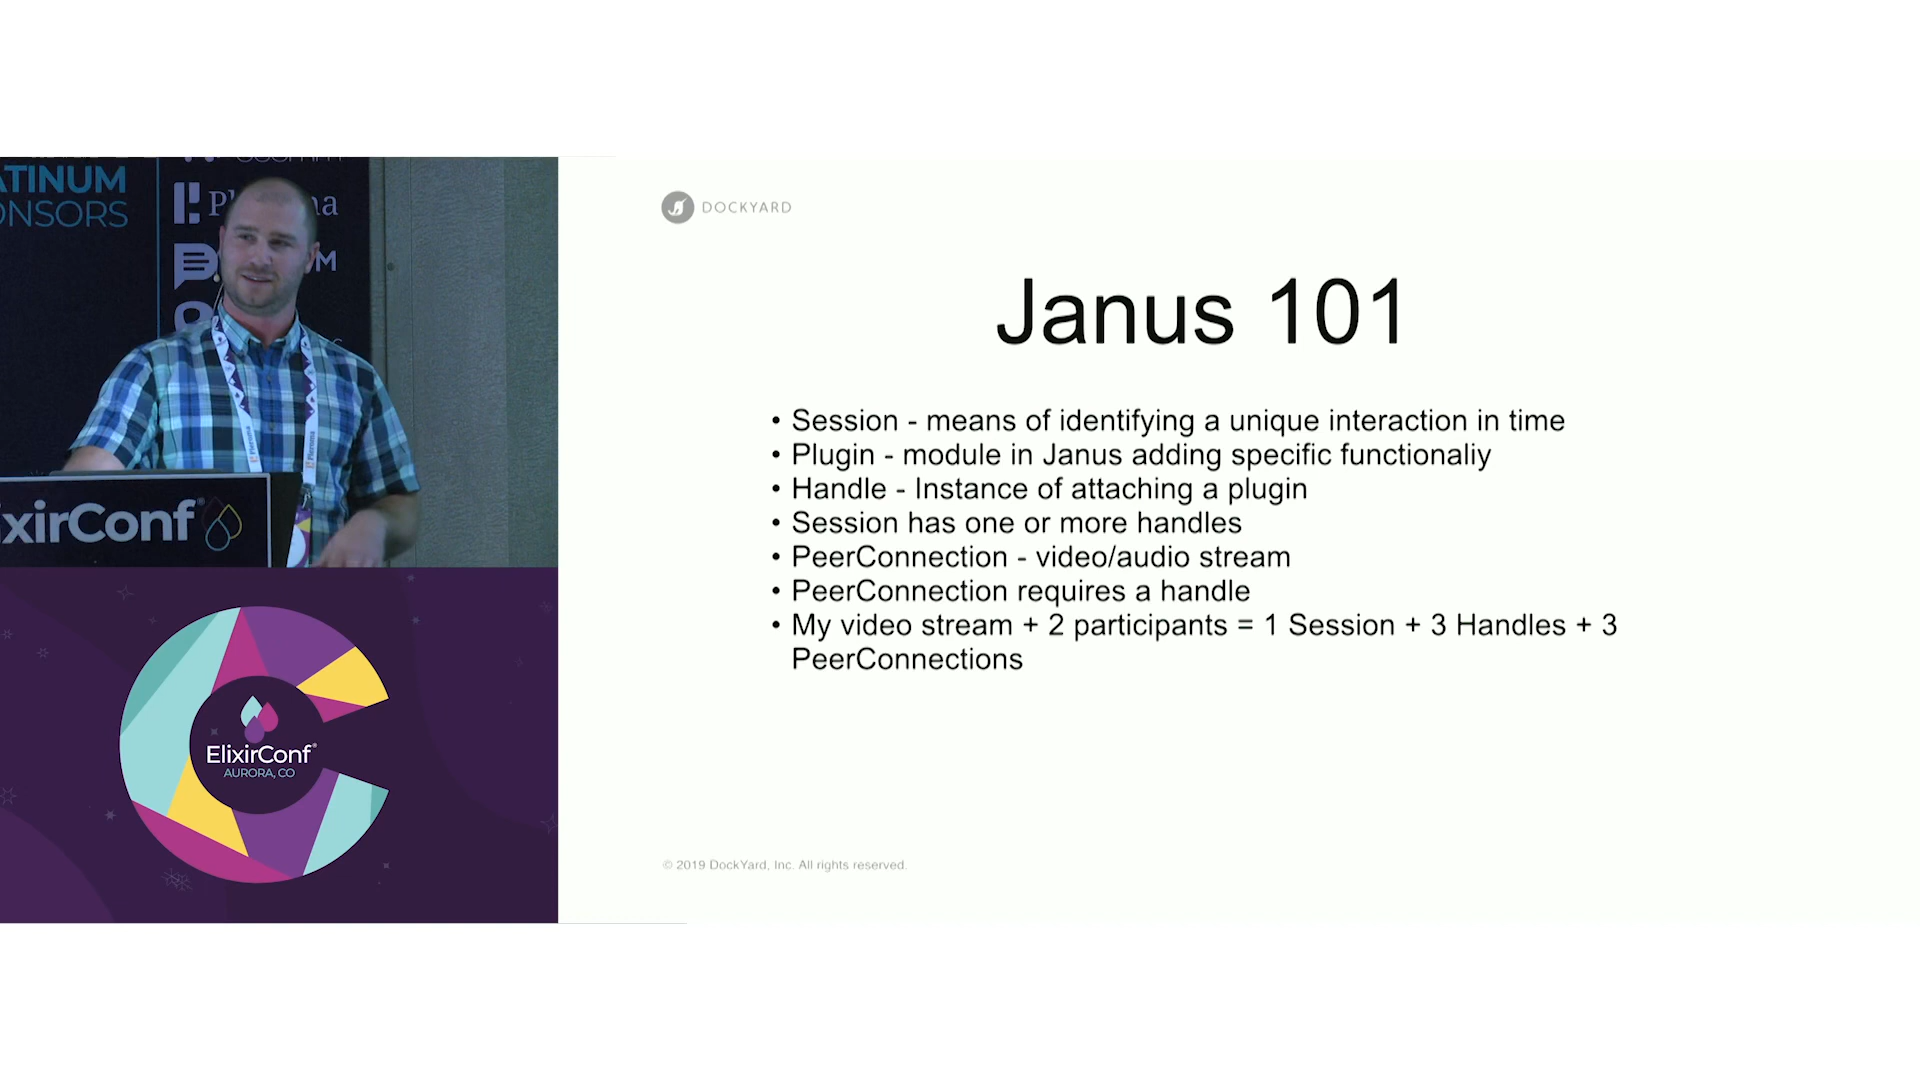 ATINUM
ONSORS
ElixirConf
AURORA, CO
DOCKYARD
Janus 101
• Session - means of identifying a unique interaction in time
• Plugin - module in Janus adding specific functionaliy
• Handle - Instance of attaching a plugin
• Session has one or more handles
• PeerConnection - video/audio stream
• PeerConnection requires a handle
• My video stream + 2 participants = 1 Session + 3 Handles + 3
PeerConnections
© 2019 DockYard, Inc. All rights reserved.
xirConf
Pleroma